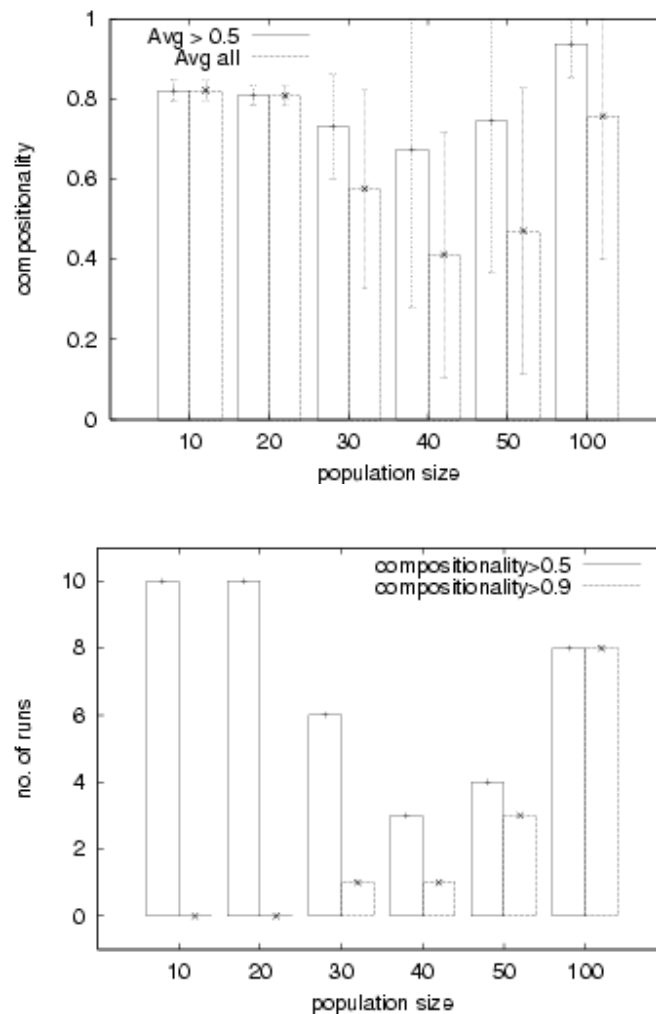 1
Avg > 0.5
Avg all
0.8
0.6
0.4
0.2
0
compositionality
10 20 30 40 50 100
population size
compositionality>0.5
compositionality>0.9
10
8
6
4
2
0
no. of runs
10 20 30 40 50 100
population size